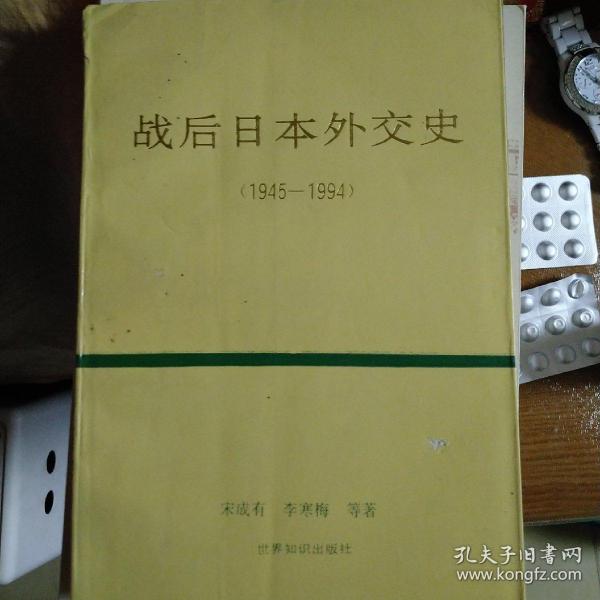 战后日本外交史
（1945—1994）
宋成有 李寒梅 等著
世界知识出版社
孔夫子旧书网
www.kongfz.com